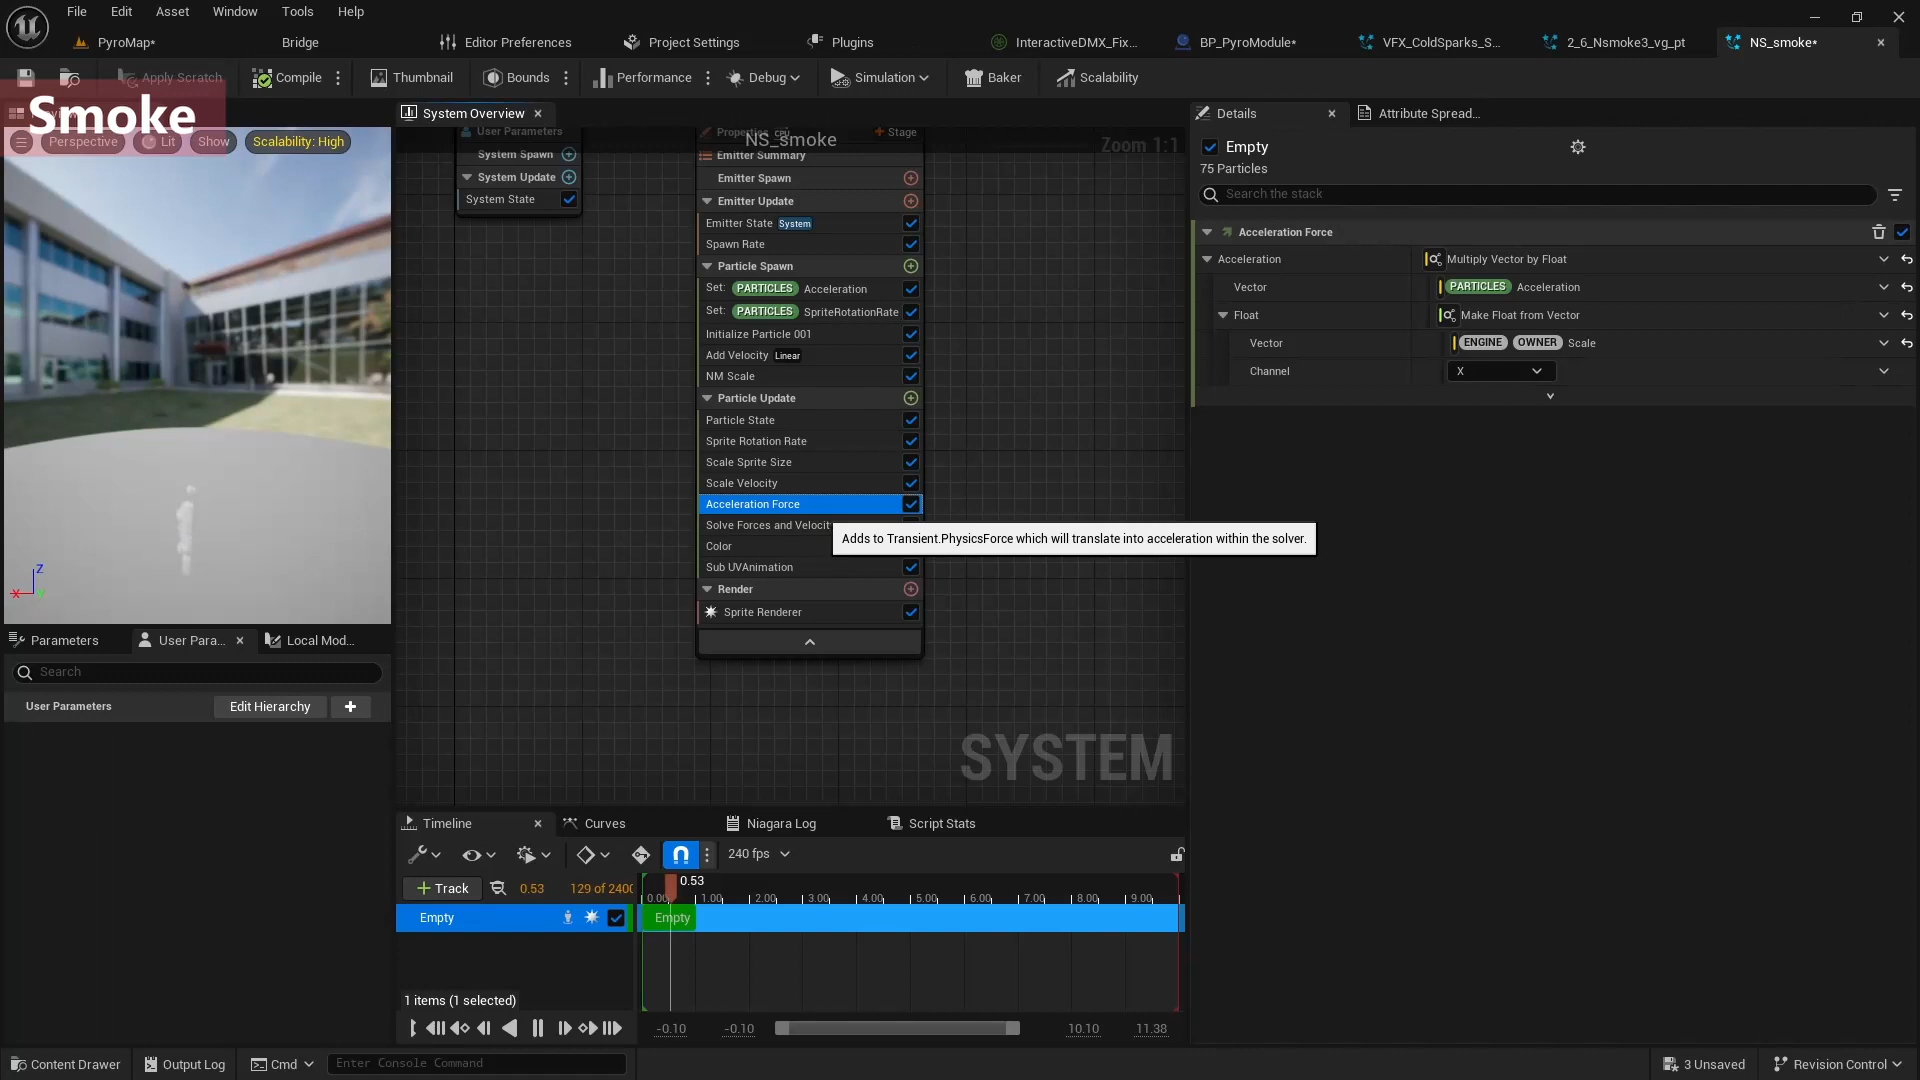 File Edit Asset Window Tools Help
PyroMap* Bridge Editor Preferences Project Settings Plugins InteractiveDMX_Fix... BP_PyroModule* VFX_ColdSparks_S... 2_6_Nsmoke3_vg_pt NS_smoke*
Apply Scratch Compile Thumbnail Bounds Performance Debug Simulation Baker Scalability
Smoke
Perspective Lit Show Scalability: High
System Overview
NS_smoke
Zoom 1:1
User Parameters
System Spawn
System Update
System State
Properties CPU Stage
Emitter Summary
Emitter Spawn
Emitter Update
Emitter State System
Spawn Rate
Particle Spawn
Set: PARTICLES Acceleration
Set: PARTICLES SpriteRotationRate
Initialize Particle 001
Add Velocity Linear
NM Scale
Particle Update
Particle State
Sprite Rotation Rate
Scale Sprite Size
Scale Velocity
Acceleration Force
Solve Forces and Velocit
Adds to Transient.PhysicsForce which will translate into acceleration within the solver.
Color
Sub UVAnimation
Render
Sprite Renderer
SYSTEM
Details Attribute Spread...
Empty
75 Particles
Search the stack
Acceleration Force
Acceleration Multiply Vector by Float
Vector PARTICLES Acceleration
Float Make Float from Vector
Vector ENGINE OWNER Scale
Channel X
Z
X
Y
Parameters User Para... Local Mod...
Search
User Parameters Edit Hierarchy
Timeline Curves Niagara Log Script Stats
240 fps
Track 0.53 129 of 2400
0.53
0.00 1.00 2.00 3.00 4.00 5.00 6.00 7.00 8.00 9.00
Empty Empty
1 items (1 selected)
-0.10 -0.10 10.10 11.38
Content Drawer Output Log Cmd Enter Console Command 3 Unsaved Revision Control